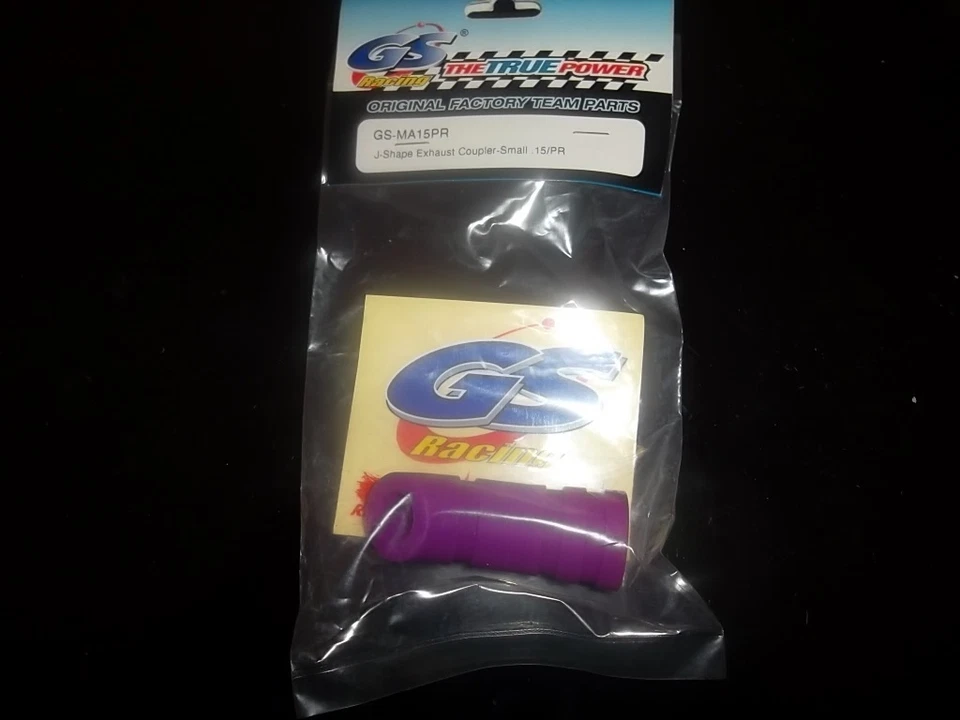 GS®
Racing
THE TRUE POWER
ORIGINAL FACTORY TEAM PARTS
GS-MA15PR
J-Shape Exhaust Coupler-Small .15/PR
GS
Racing